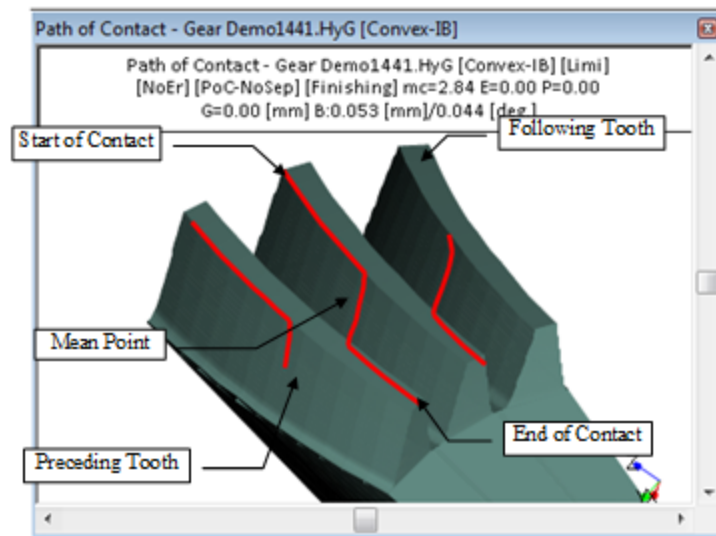 Path of Contact - Gear Demo1441.HyG [Convex-IB]
Path of Contact - Gear Demo1441.HyG [Convex-IB] [Limi]
[NoEr] [PoC-NoSep] [Finishing] mc=2.84 E=0.00 P=0.00
G=0.00 [mm] B:0.053 [mm]/0.044 [deg.]
Following Tooth
Start of Contact
Mean Point
End of Contact
Preceding Tooth